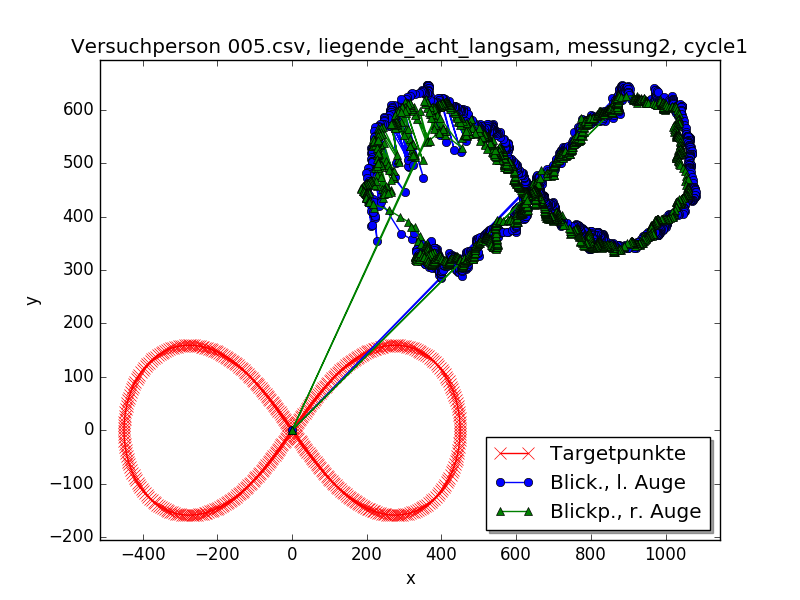 Versuchperson 005.csv, liegende_acht_langsam, messung2, cycle1
600
500
400
300
200
100
0
−100
−200
y
Targetpunkte
Blick., l. Auge
Blickp., r. Auge
−400 −200 0 200 400 600 800 1000
x